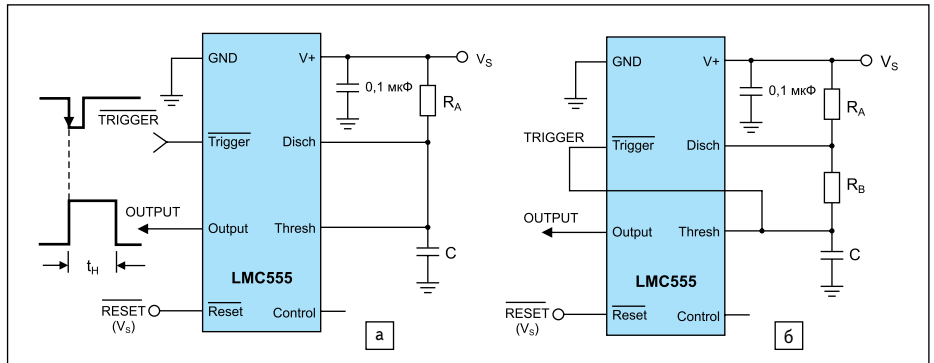 GND
V+
V_S
0,1 мкФ
R_A
TRIGGER
Trigger
Disch
OUTPUT
Output
Thresh
C
t_H
LMC555
RESET
(V_S)
Reset
Control
а
GND
V+
V_S
0,1 мкФ
R_A
TRIGGER
Trigger
Disch
R_B
OUTPUT
Output
Thresh
C
LMC555
RESET
(V_S)
Reset
Control
б